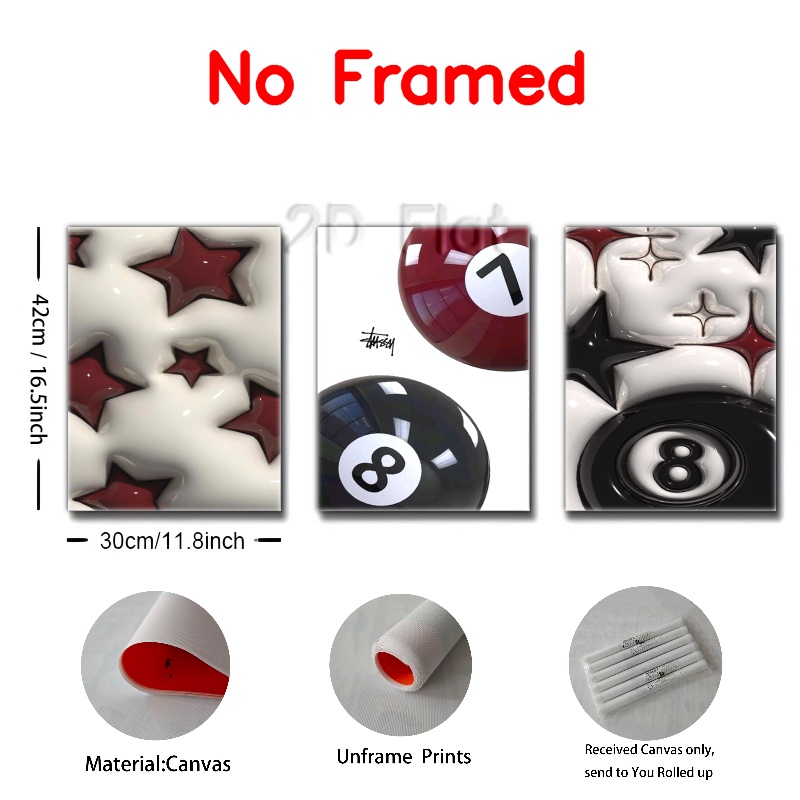 No Framed
2D Flat
42cm / 16.5inch
7
Stussy
8
8
30cm/11.8inch
Material:Canvas
Unframe Prints
Received Canvas only,
send to You Rolled up